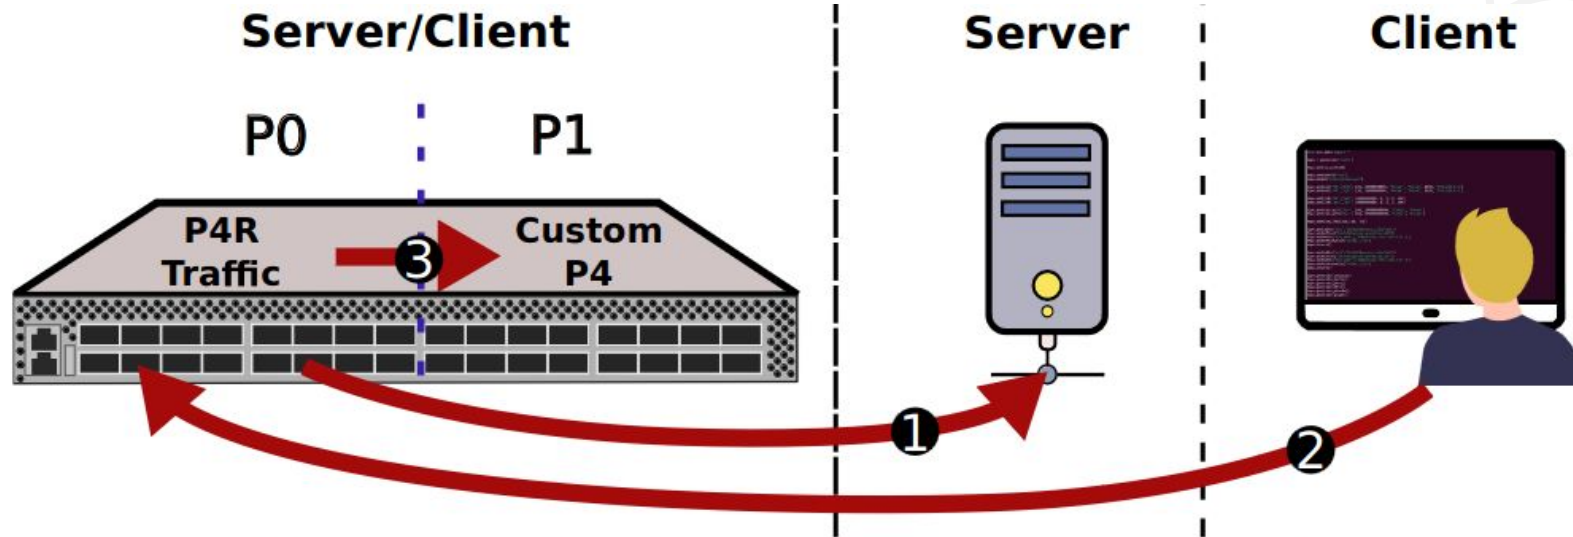 Server/Client
Server
Client
P0
P1
P4R
Traffic
3
Custom
P4
1
2